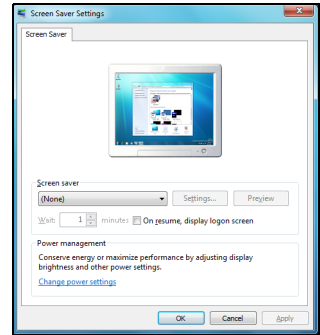 Screen Saver Settings
Screen Saver
Screen saver
(None)
Settings...
Preview
Wait:
1
minutes
On resume, display logon screen
Power management
Conserve energy or maximize performance by adjusting display
brightness and other power settings.
Change power settings
OK
Cancel
Apply